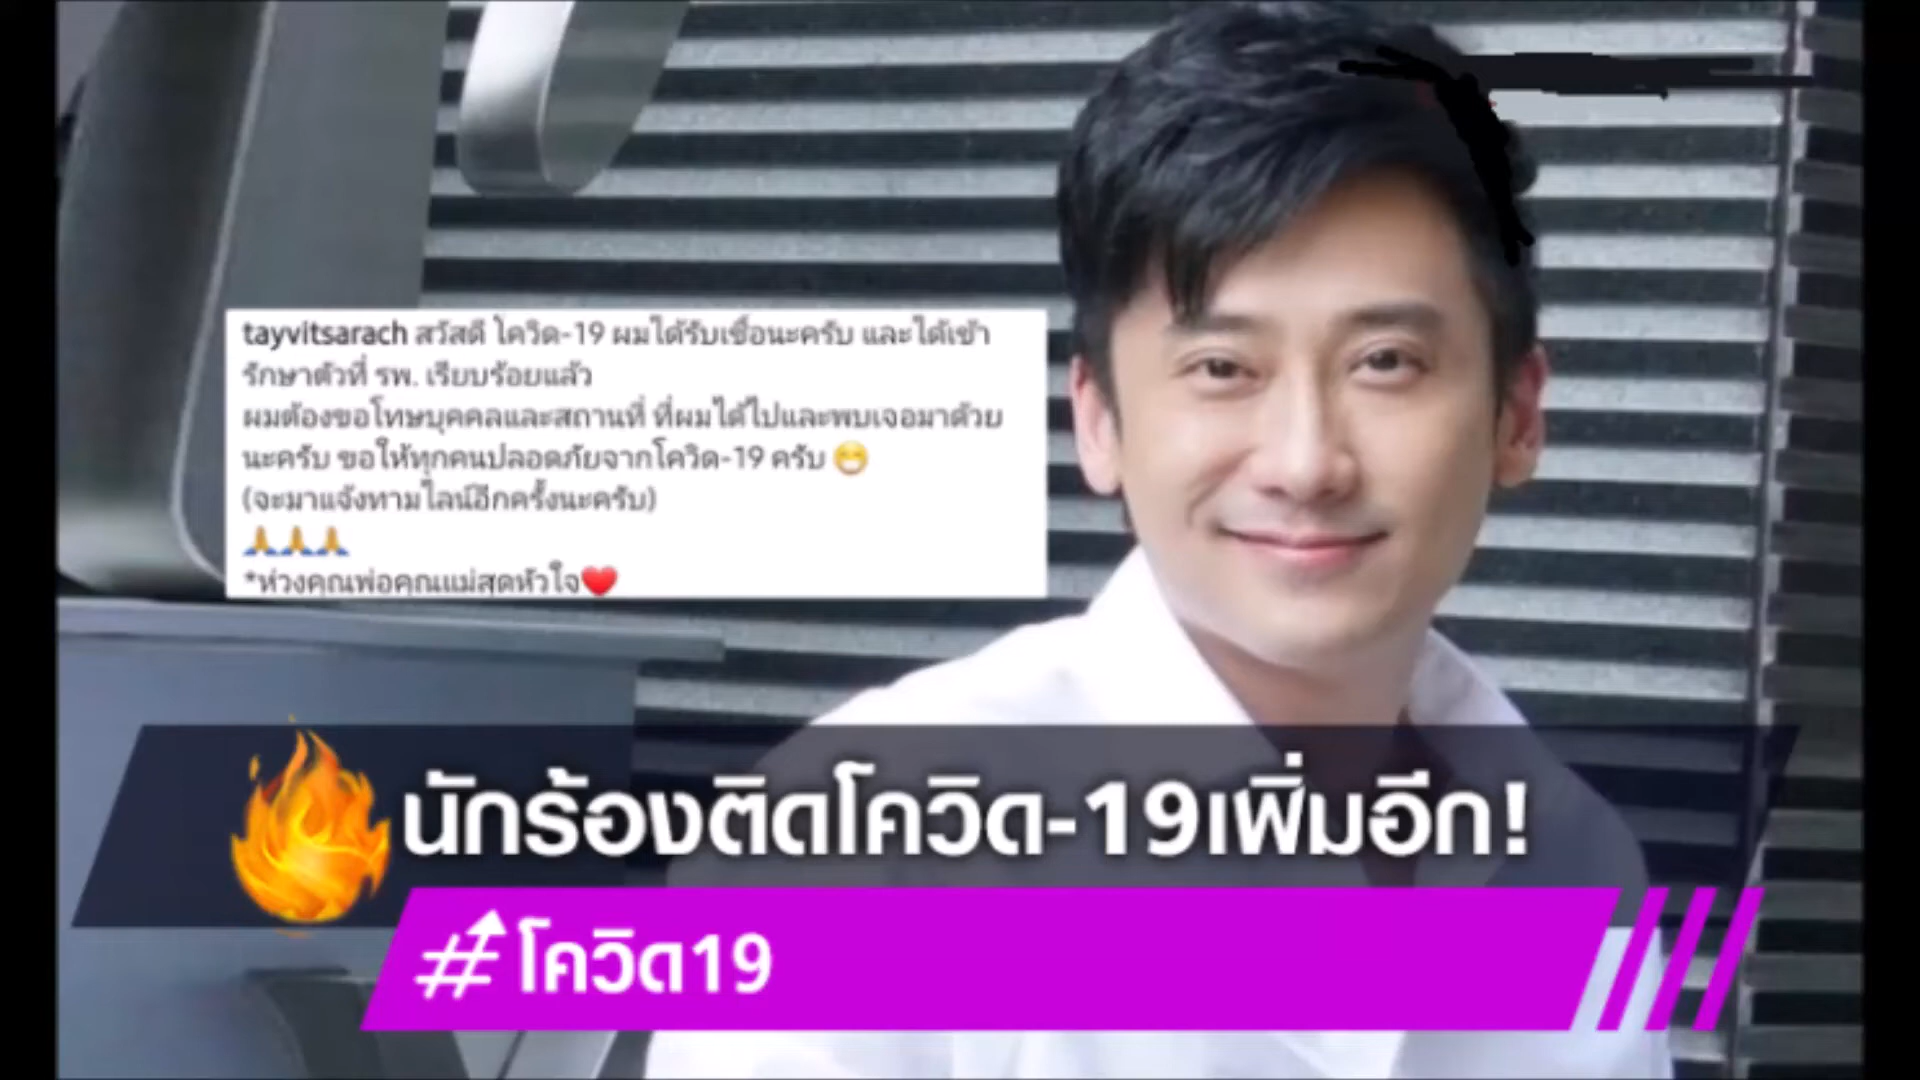 tayvitsarach สวัสดี โควิด-19 ผมได้รับเชื้อนะครับ และได้เข้า
รักษาตัวที่ รพ. เรียบร้อยแล้ว
ผมต้องขอโทษบุคคลและสถานที่ ที่ผมได้ไปและพบเจอมาด้วย
นะครับ ขอให้ทุกคนปลอดภัยจากโควิด-19 ครับ 😁
(จะมาแจ้งทามไลน์อีกครั้งนะครับ)
🙏🙏🙏
*ห่วงคุณพ่อคุณแม่สุดหัวใจ❤️
นักร้องติดโควิด-19เพิ่มอีก!
#โควิด19